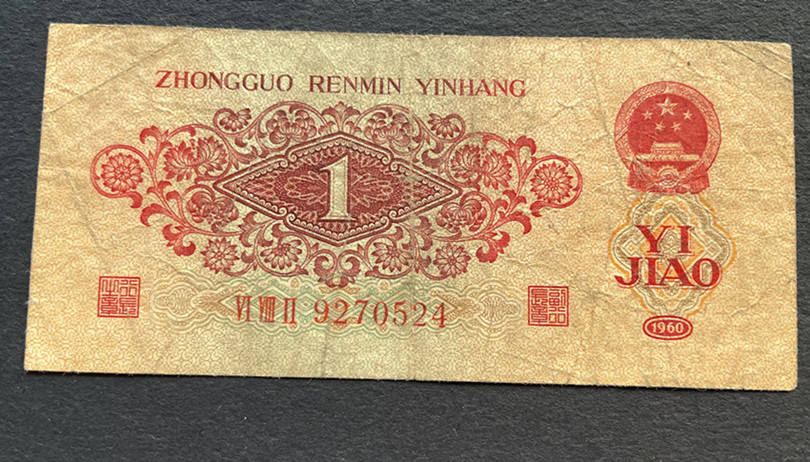 ZHONGGUO RENMIN YINHANG
1
YI
JIAO
VI VIII II 9270524
1960